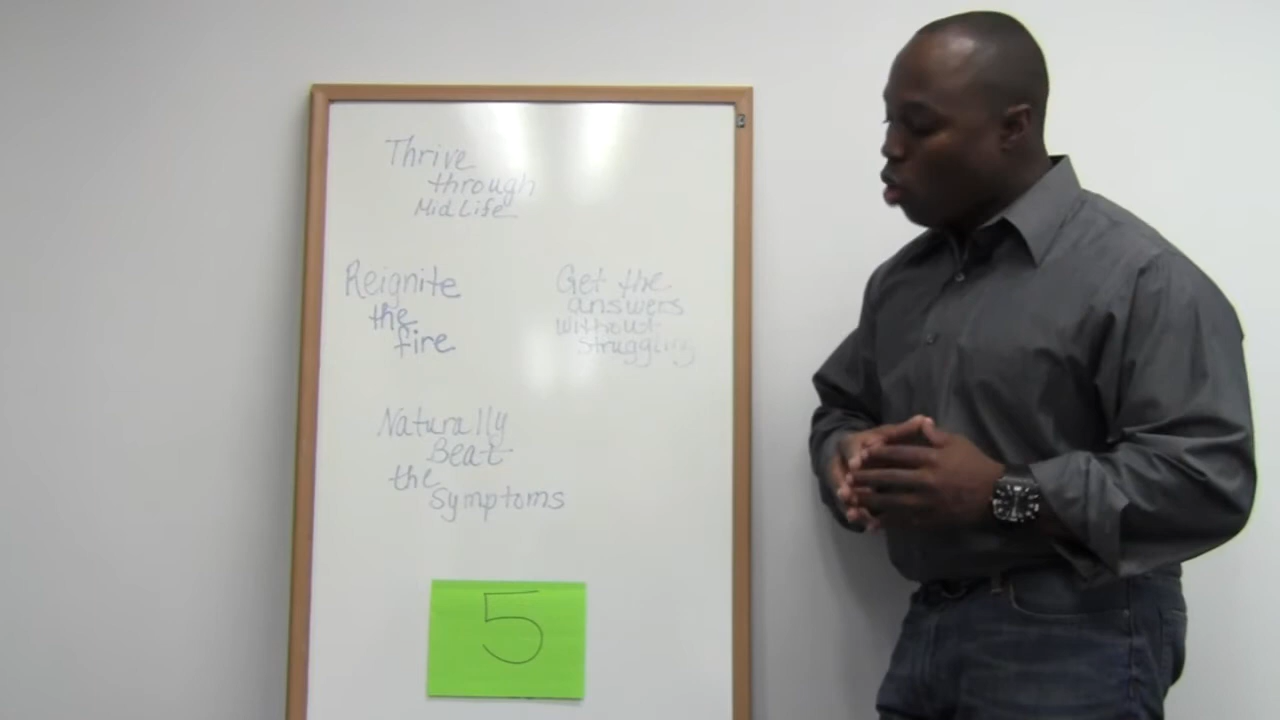 Thrive
through
MidLife
Reignite
the
fire
Get the
answers
Without
struggling
Naturally
Beat
the
Symptoms
5